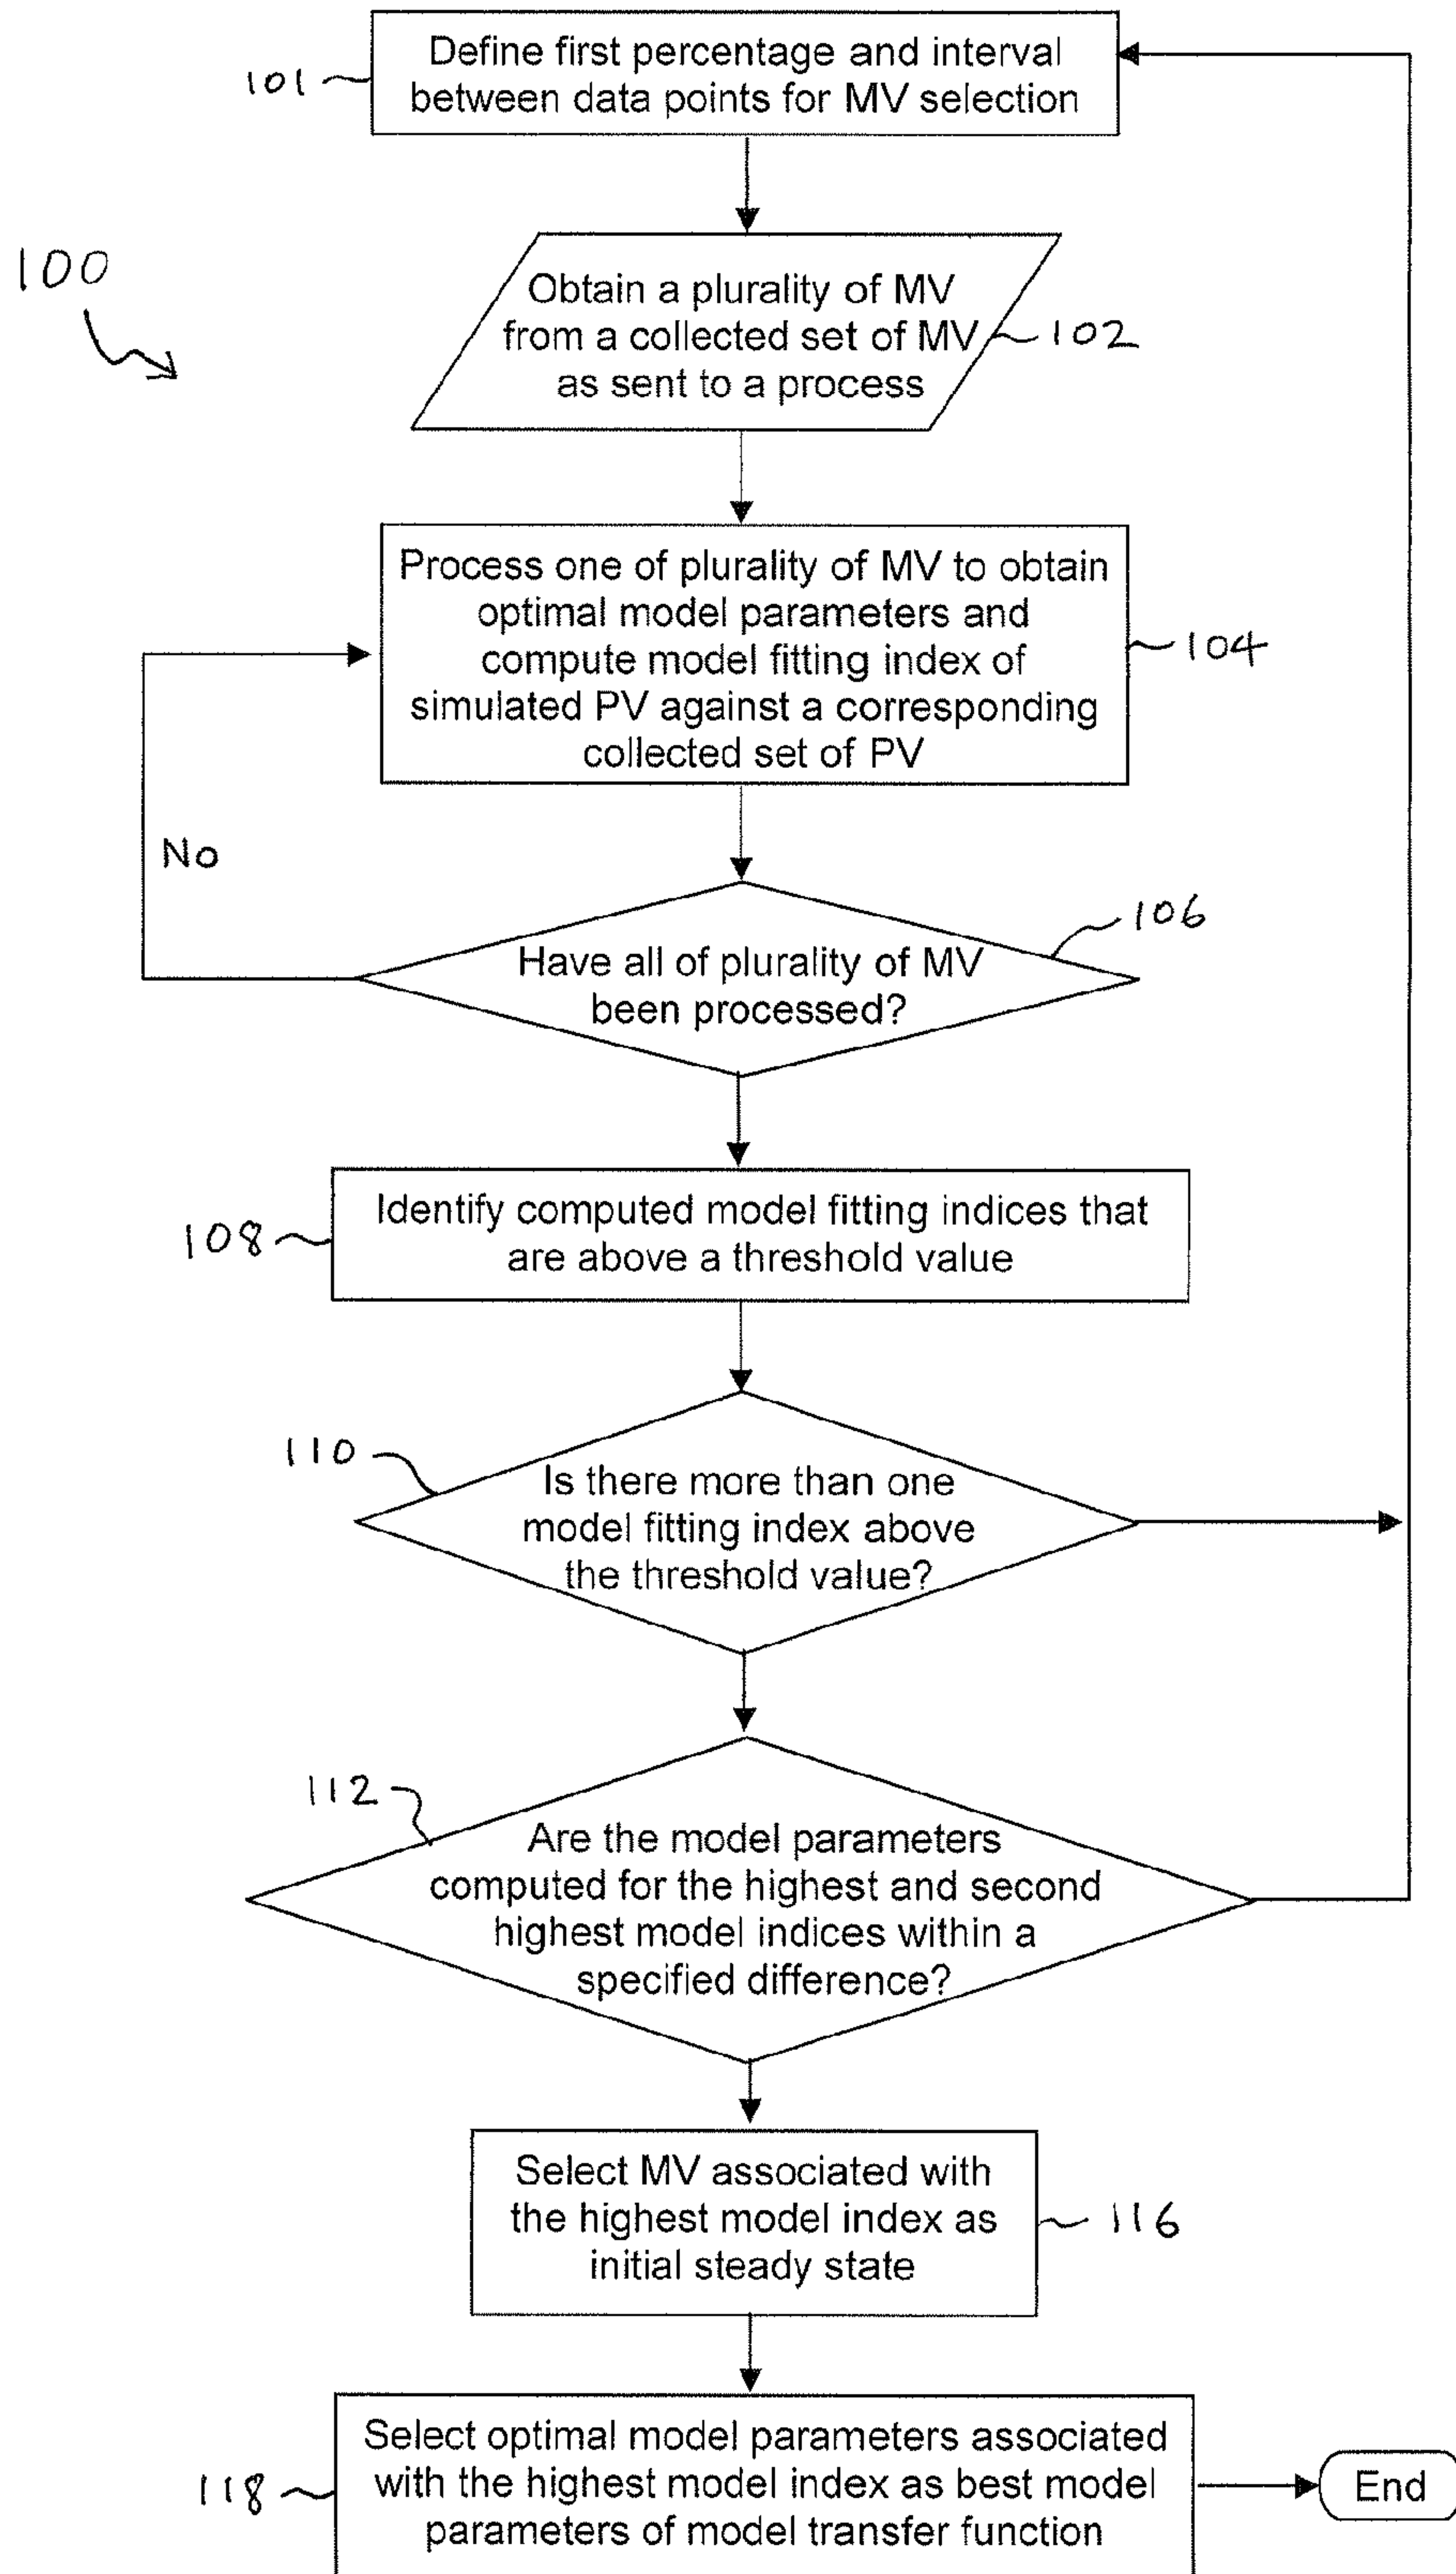 Define first percentage and interval
between data points for MV selection
101
100
Obtain a plurality of MV
from a collected set of MV
as sent to a process
102
Process one of plurality of MV to obtain
optimal model parameters and
compute model fitting index of
simulated PV against a corresponding
collected set of PV
104
No
106
Have all of plurality of MV
been processed?
Identify computed model fitting indices that
are above a threshold value
108
110
Is there more than one
model fitting index above
the threshold value?
112
Are the model parameters
computed for the highest and second
highest model indices within a
specified difference?
Select MV associated with
the highest model index as
initial steady state
116
Select optimal model parameters associated
with the highest model index as best model
parameters of model transfer function
118
End